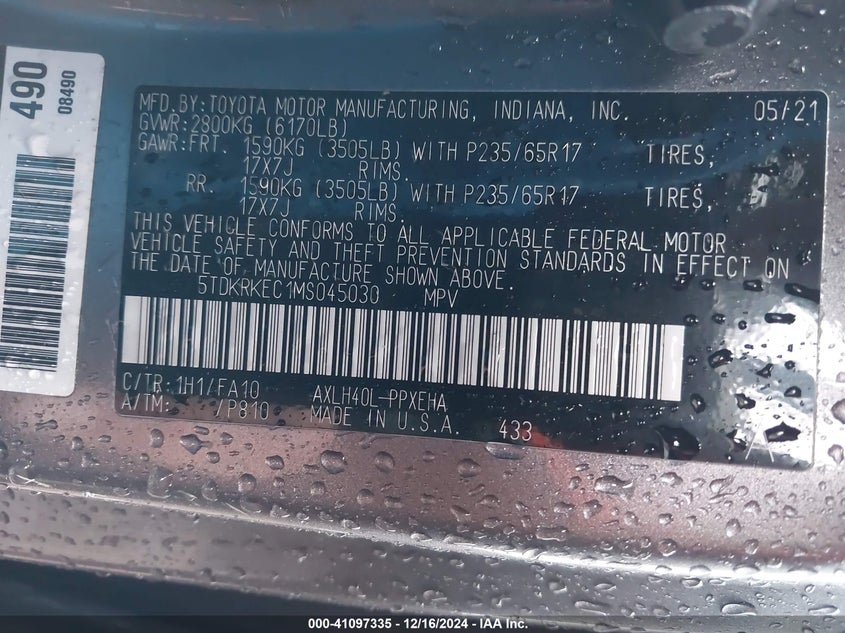 490
08490
MFD.BY:TOYOTA MOTOR MANUFACTURING, INDIANA, INC. 05/21
GVWR:2800KG (6170LB)
GAWR:FRT. 1590KG (3505LB) WITH P235/65R17 TIRES,
17X7J RIMS.
RR. 1590KG (3505LB) WITH P235/65R17 TIRES,
17X7J RIMS.
THIS VEHICLE CONFORMS TO ALL APPLICABLE FEDERAL MOTOR
VEHICLE SAFETY AND THEFT PREVENTION STANDARDS IN EFFECT ON
THE DATE OF MANUFACTURE SHOWN ABOVE.
5TDKRKEC1MS045030 MPV
C/TR:1H1/FA10 AXLH40L-PPXEHA
A/TM: /P810 MADE IN U.S.A. 433
A
000-41097335 - 12/16/2024 - IAA Inc.